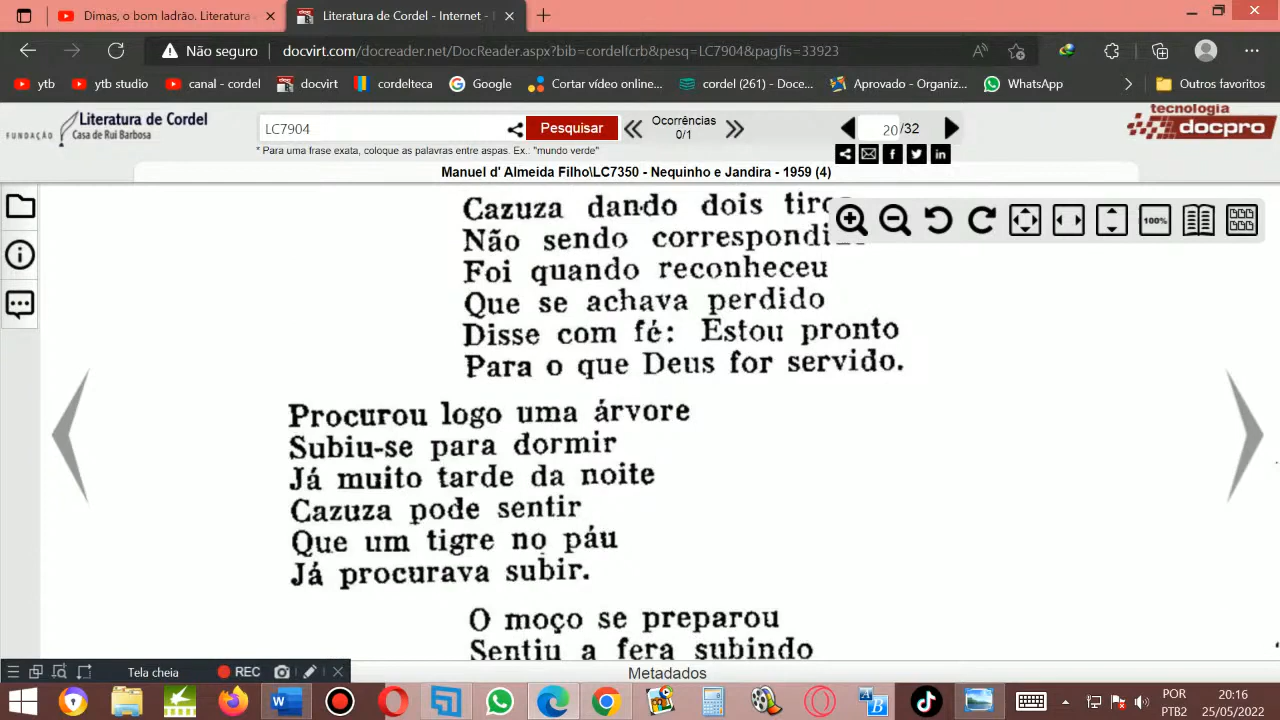 Dimas, o bom ladrão. Literatura
Literatura de Cordel - Internet - I
Não seguro
docvirt.com/docreader.net/DocReader.aspx?bib=cordelfcrb&pesq=LC7904&pagfis=33923
ytb
ytb studio
canal - cordel
docvirt
cordelteca
Google
Cortar vídeo online...
cordel (261) - Doce...
Aprovado - Organiz...
WhatsApp
Outros favoritos
FUNDAÇÃO
Literatura de Cordel
Casa de Rui Barbosa
LC7904
Pesquisar
Ocorrências
0/1
20 /32
tecnologia
docpro
* Para uma frase exata, coloque as palavras entre aspas. Ex.: "mundo verde"
Manuel d' Almeida Filho\LC7350 - Nequinho e Jandira - 1959 (4)
100%
Cazuza dando dois
Não sendo
Foi quando reconheceu
Que se achava perdido
Disse com fé: Estou pronto
Para o que Deus for servido.
Procurou logo uma árvore
Subiu-se para dormir
Já muito tarde da noite
Cazuza pode sentir
Que um tigre no páu
Já procurava subir.
O moço se preparou
Sentiu a fera subindo
Metadados
Tela cheia
REC
POR
PTB2
20:16
25/05/2022